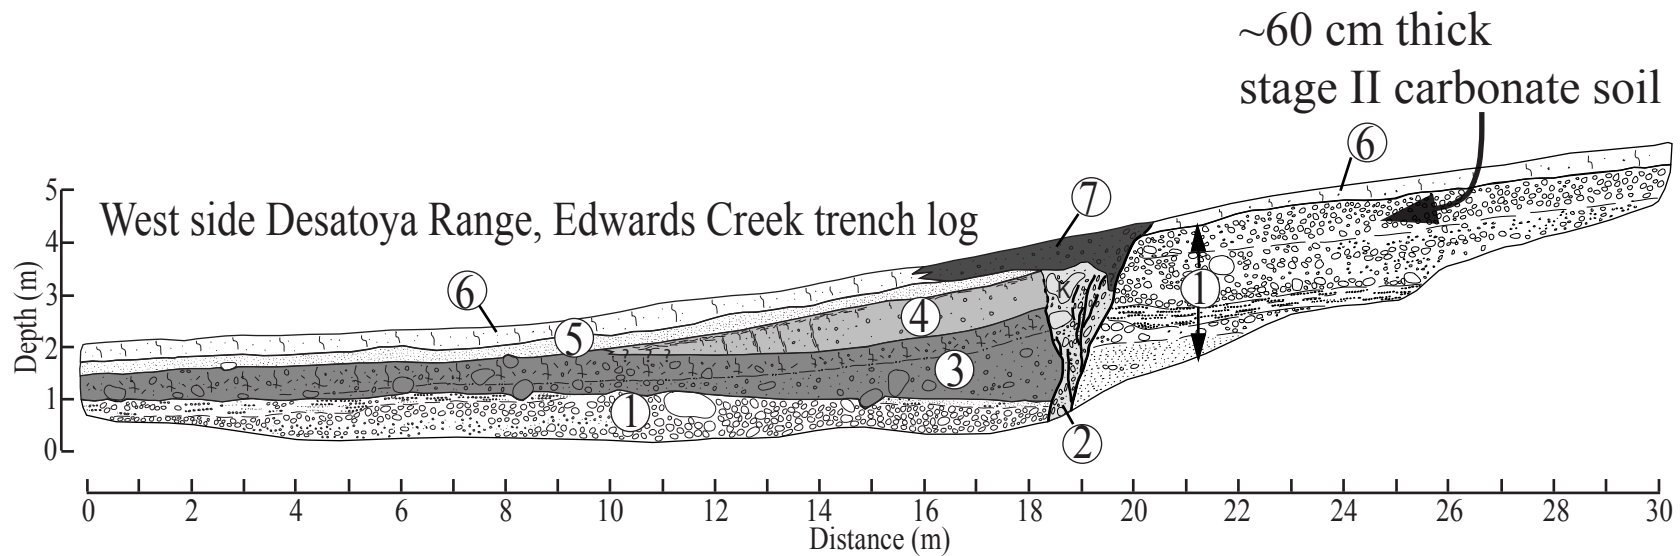 ~60 cm thick
stage II carbonate soil
6
7
West side Desatoya Range, Edwards Creek trench log
6
5
4
3
1
1
2
K
Depth (m)
5
4
3
2
1
0
0 2 4 6 8 10 12 14 16 18 20 22 24 26 28 30
Distance (m)